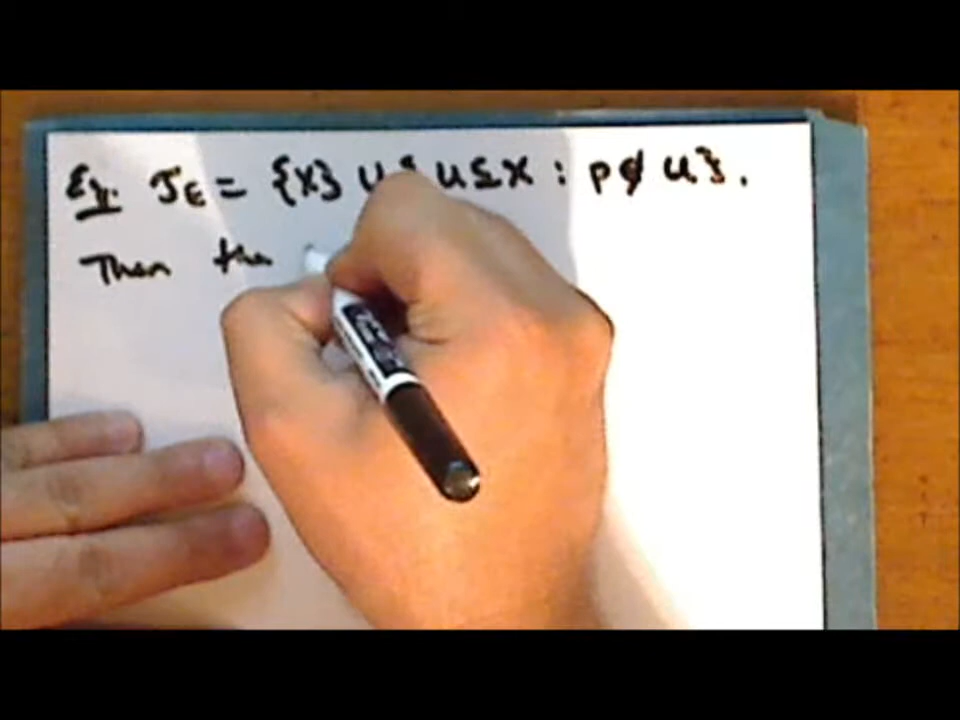 Ex. J_E = {X} ∪ { U ⊆ X : p ∉ U}.
Then the